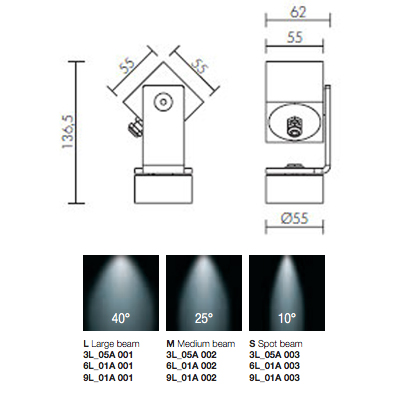 62
55
55 55
136,5
Ø55
40° 25° 10°
L Large beam M Medium beam S Spot beam
3L_05A 001 3L_05A 002 3L_05A 003
6L_01A 001 6L_01A 002 6L_01A 003
9L_01A 001 9L_01A 002 9L_01A 003